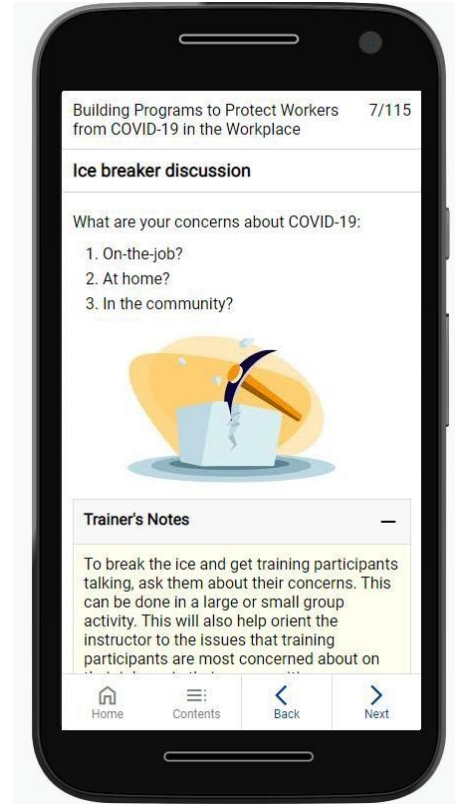 Building Programs to Protect Workers 7/115
from COVID-19 in the Workplace
Ice breaker discussion
What are your concerns about COVID-19:
1. On-the-job?
2. At home?
3. In the community?
Trainer's Notes
To break the ice and get training participants
talking, ask them about their concerns. This
can be done in a large or small group
activity. This will also help orient the
instructor to the issues that training
participants are most concerned about on
Home Contents Back Next